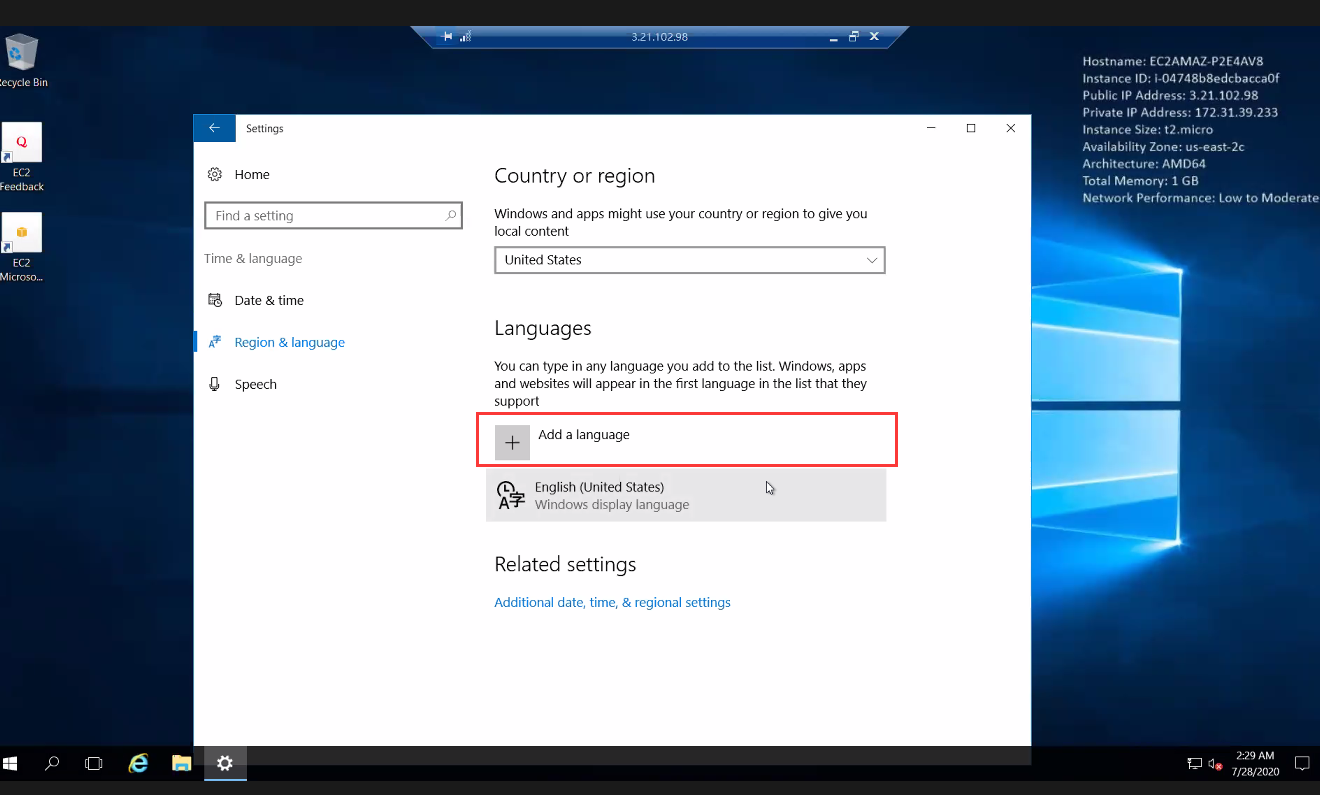 3.21.102.98
Recycle Bin
EC2
Feedback
EC2
Microso...
Hostname: EC2AMAZ-P2E4AV8
Instance ID: i-04748b8edcbacca0f
Public IP Address: 3.21.102.98
Private IP Address: 172.31.39.233
Instance Size: t2.micro
Availability Zone: us-east-2c
Architecture: AMD64
Total Memory: 1 GB
Network Performance: Low to Moderate
Settings
Home
Find a setting
Time & language
Date & time
Region & language
Speech
Country or region
Windows and apps might use your country or region to give you
local content
United States
Languages
You can type in any language you add to the list. Windows, apps
and websites will appear in the first language in the list that they
support
Add a language
English (United States)
Windows display language
Related settings
Additional date, time, & regional settings
2:29 AM
7/28/2020